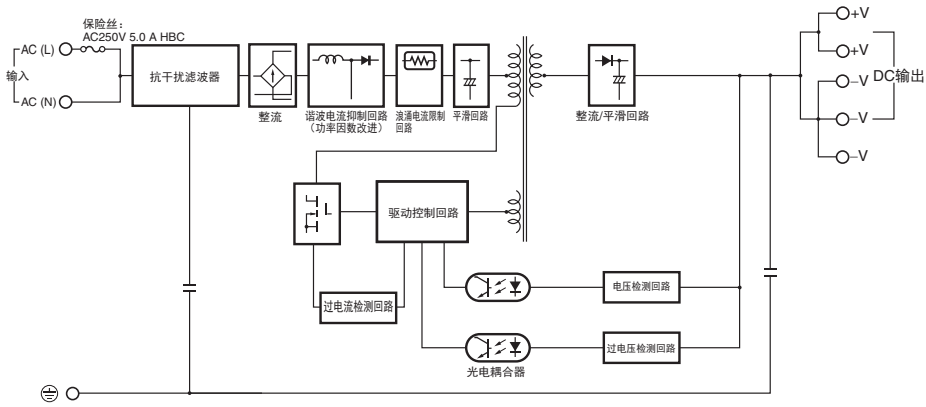 保险丝：
AC250V 5.0 A HBC
AC (L)
输入
AC (N)
抗干扰滤波器
整流
谐波电流抑制回路
（功率因数改进）
浪涌电流限制
回路
平滑回路
整流/平滑回路
+V
+V
−V
−V
−V
DC输出
驱动控制回路
过电流检测回路
电压检测回路
过电压检测回路
光电耦合器